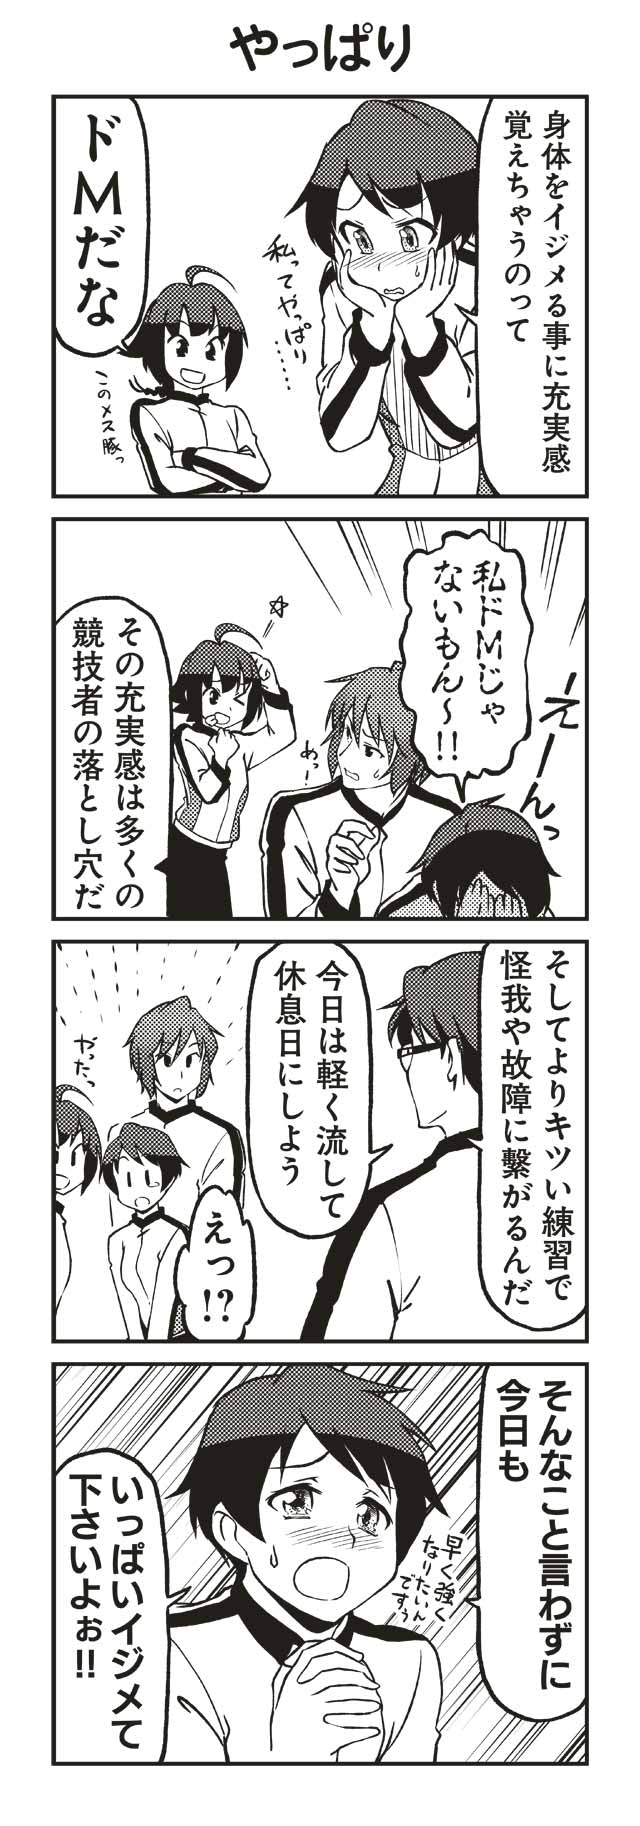 やっぱり
身体をイジメる事に充実感
覚えちゃうのって
私ってやっぱり……
ドMだな
このメス豚っ
私ドMじゃ
ないもん～!!
えーんっ
あっ…
その充実感は多くの
競技者の落とし穴だ
そしてよりキツい練習で
怪我や故障に繋がるんだ
今日は軽く流して
休息日にしよう
やったっ
えっ!?
そんなこと言わずに
今日も
早く強く
なりたいん
ですぅ
いっぱいイジメて
下さいよぉ!!